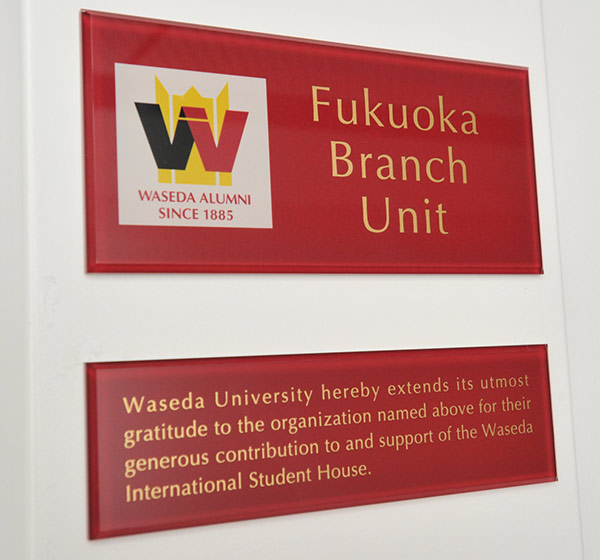 W
WASEDA ALUMNI
SINCE 1885
Fukuoka
Branch
Unit
Waseda University hereby extends its utmost
gratitude to the organization named above for their
generous contribution to and support of the Waseda
International Student House.